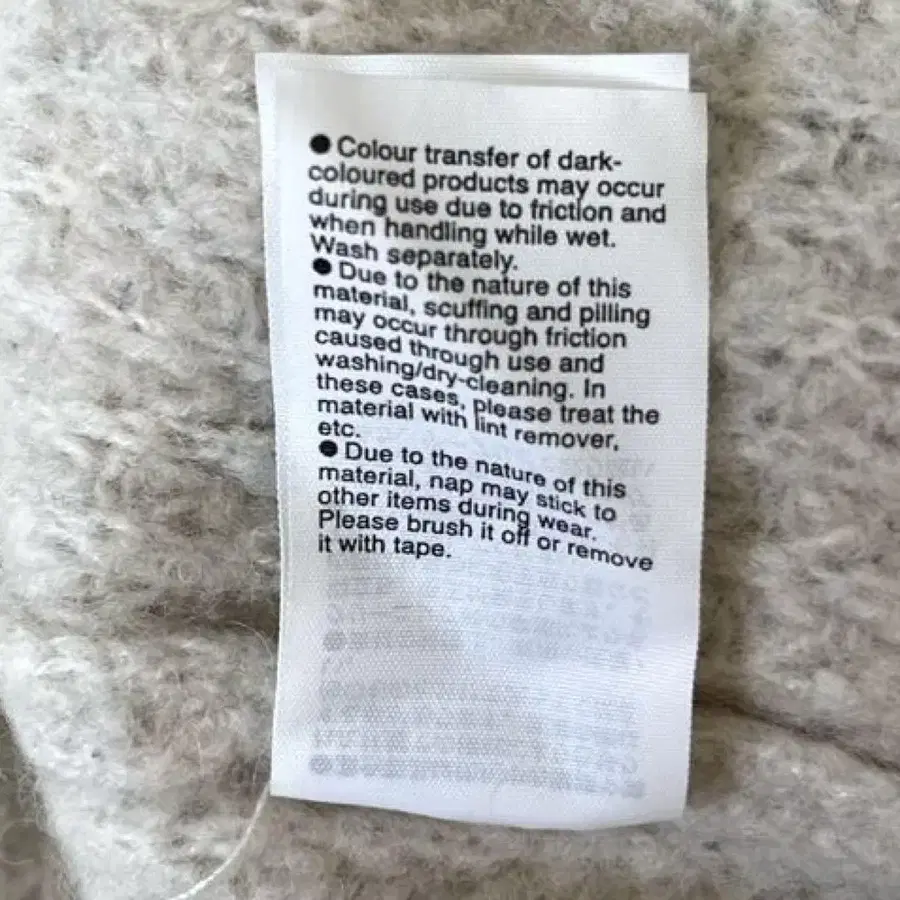 ● Colour transfer of dark-
coloured products may occur
during use due to friction and
when handling while wet.
Wash separately.
● Due to the nature of this
material, scuffing and pilling
may occur through friction
caused through use and
washing/dry-cleaning. In
these cases, please treat the
material with lint remover,
etc.
● Due to the nature of this
material, nap may stick to
other items during wear.
Please brush it off or remove
it with tape.